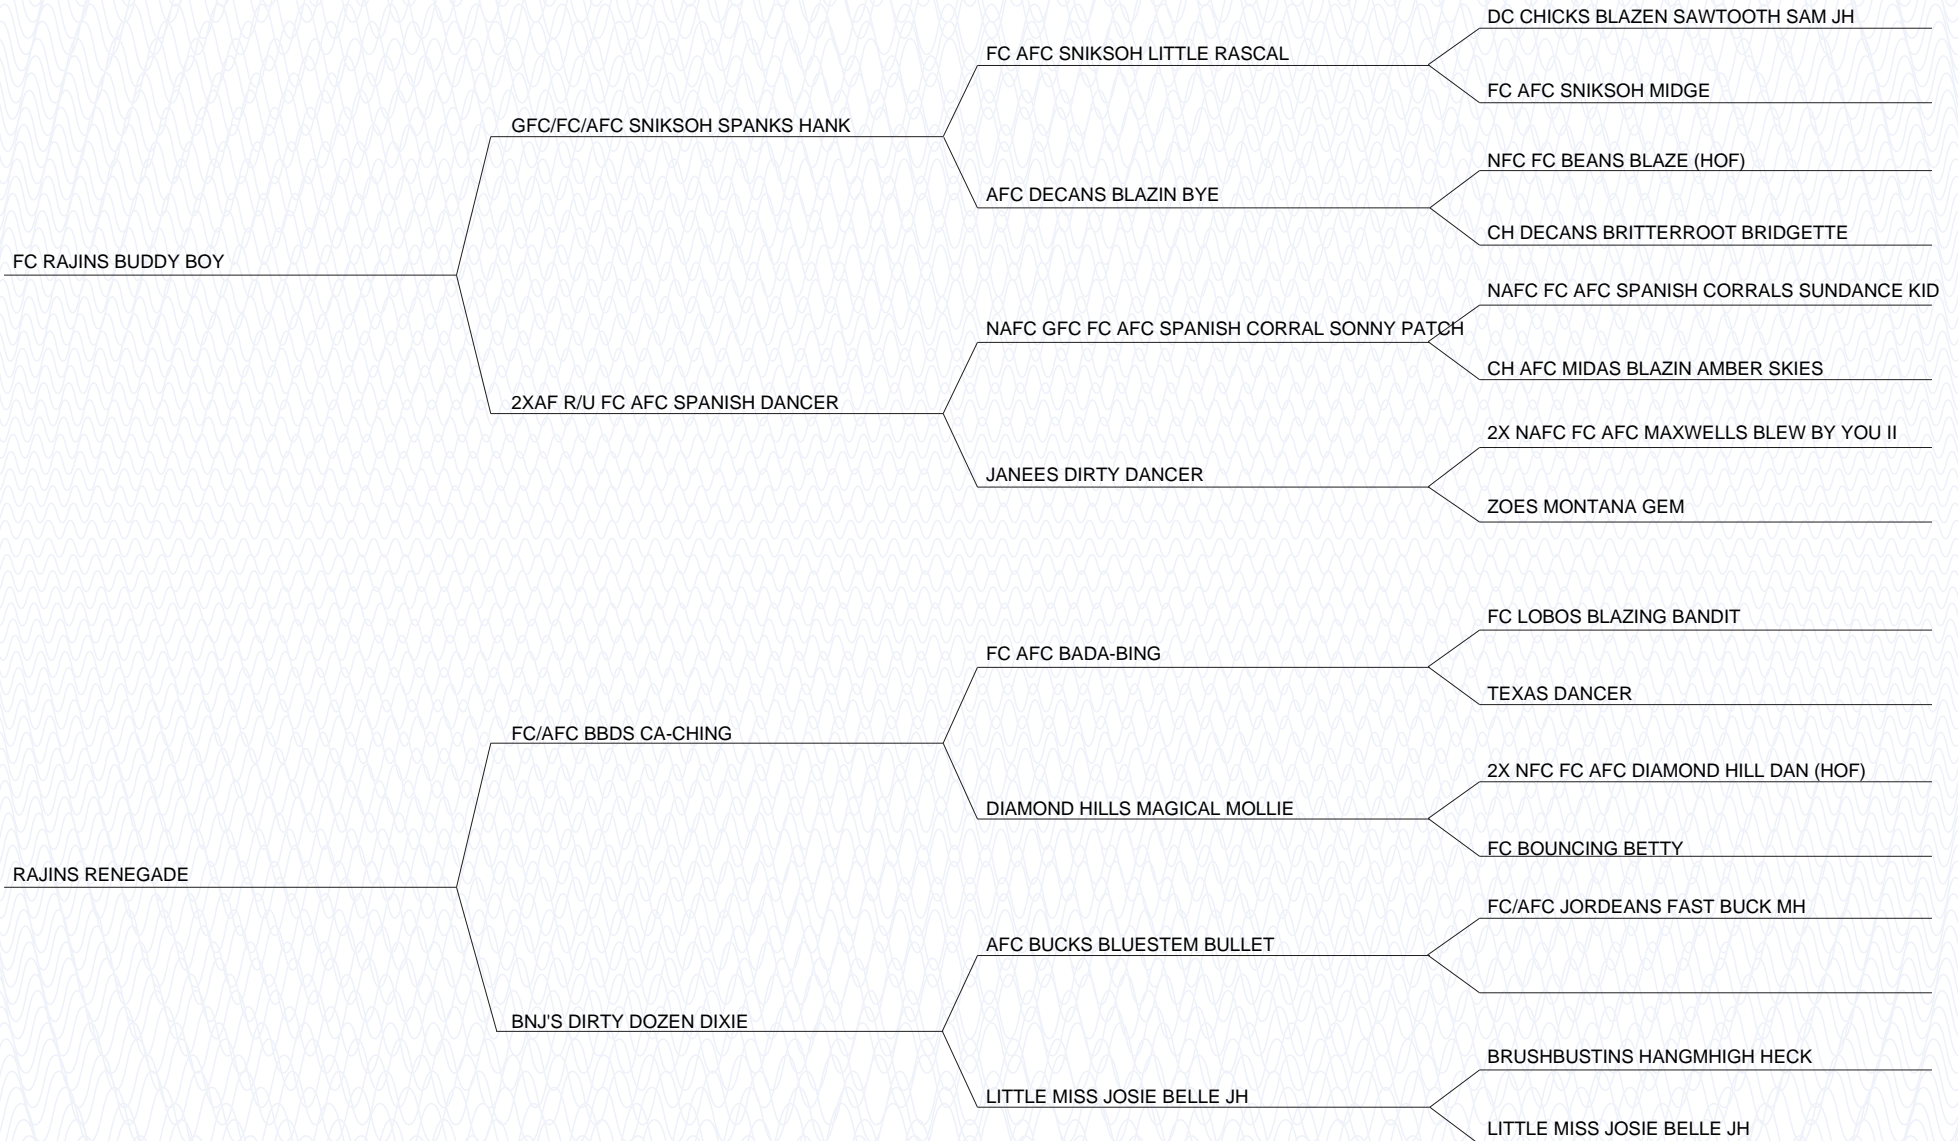 DC CHICKS BLAZEN SAWTOOTH SAM JH
FC AFC SNIKSOH LITTLE RASCAL
FC AFC SNIKSOH MIDGE
GFC/FC/AFC SNIKSOH SPANKS HANK
NFC FC BEANS BLAZE (HOF)
AFC DECANS BLAZIN BYE
CH DECANS BRITTERROOT BRIDGETTE
FC RAJINS BUDDY BOY
NAFC FC AFC SPANISH CORRALS SUNDANCE KID
NAFC GFC FC AFC SPANISH CORRAL SONNY PATCH
CH AFC MIDAS BLAZIN AMBER SKIES
2XAF R/U FC AFC SPANISH DANCER
2X NAFC FC AFC MAXWELLS BLEW BY YOU II
JANEES DIRTY DANCER
ZOES MONTANA GEM
FC LOBOS BLAZING BANDIT
FC AFC BADA-BING
TEXAS DANCER
FC/AFC BBDS CA-CHING
2X NFC FC AFC DIAMOND HILL DAN (HOF)
DIAMOND HILLS MAGICAL MOLLIE
FC BOUNCING BETTY
RAJINS RENEGADE
FC/AFC JORDEANS FAST BUCK MH
AFC BUCKS BLUESTEM BULLET
BNJ'S DIRTY DOZEN DIXIE
BRUSHBUSTINS HANGMHIGH HECK
LITTLE MISS JOSIE BELLE JH
LITTLE MISS JOSIE BELLE JH